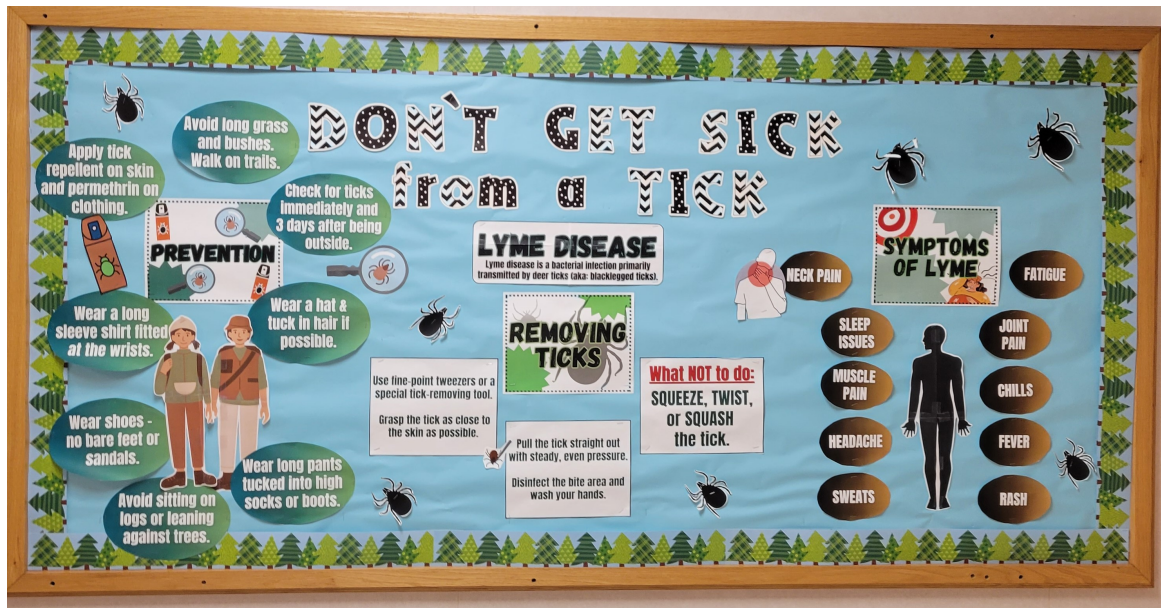 DON'T GET SICK
from a TICK
Avoid long grass
and bushes.
Walk on trails.
Apply tick
repellent on skin
and permethrin on
clothing.
Check for ticks
immediately and
3 days after being
outside.
PREVENTION
Wear a long
sleeve shirt fitted
at the wrists.
Wear a hat &
tuck in hair if
possible.
Wear shoes -
no bare feet or
sandals.
Wear long pants
tucked into high
socks or boots.
Avoid sitting on
logs or leaning
against trees.
LYME DISEASE
Lyme disease is a bacterial infection primarily
transmitted by deer ticks (aka: blacklegged ticks).
REMOVING
TICKS
Use fine-point tweezers or a
special tick-removing tool.
Grasp the tick as close to
the skin as possible.
Pull the tick straight out
with steady, even pressure.
Disinfect the bite area and
wash your hands.
What NOT to do:
SQUEEZE, TWIST,
or SQUASH
the tick.
SYMPTOMS
OF LYME
NECK PAIN
FATIGUE
SLEEP
ISSUES
JOINT
PAIN
MUSCLE
PAIN
CHILLS
HEADACHE
FEVER
SWEATS
RASH